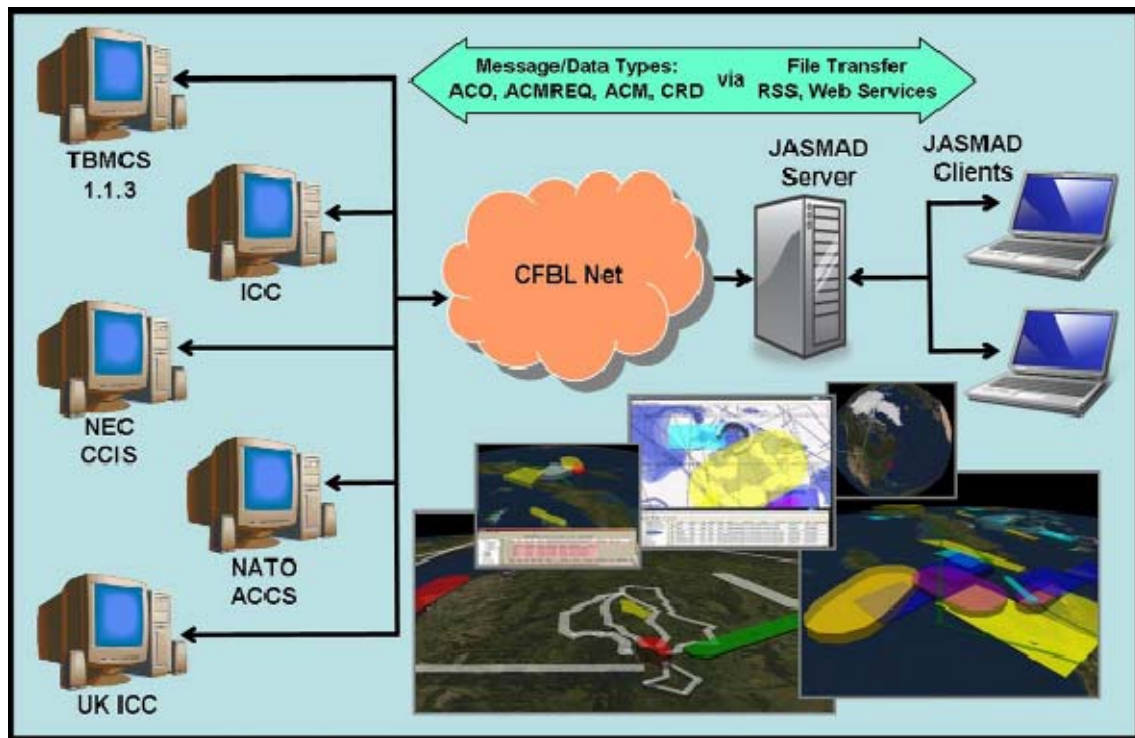 Message/Data Types:
ACO, ACMREQ, ACM, CRD
via
File Transfer
RSS, Web Services
TBMCS
1.1.3
ICC
NEC
CCIS
NATO
ACCS
UK ICC
CFBL Net
JASMAD
Server
JASMAD
Clients